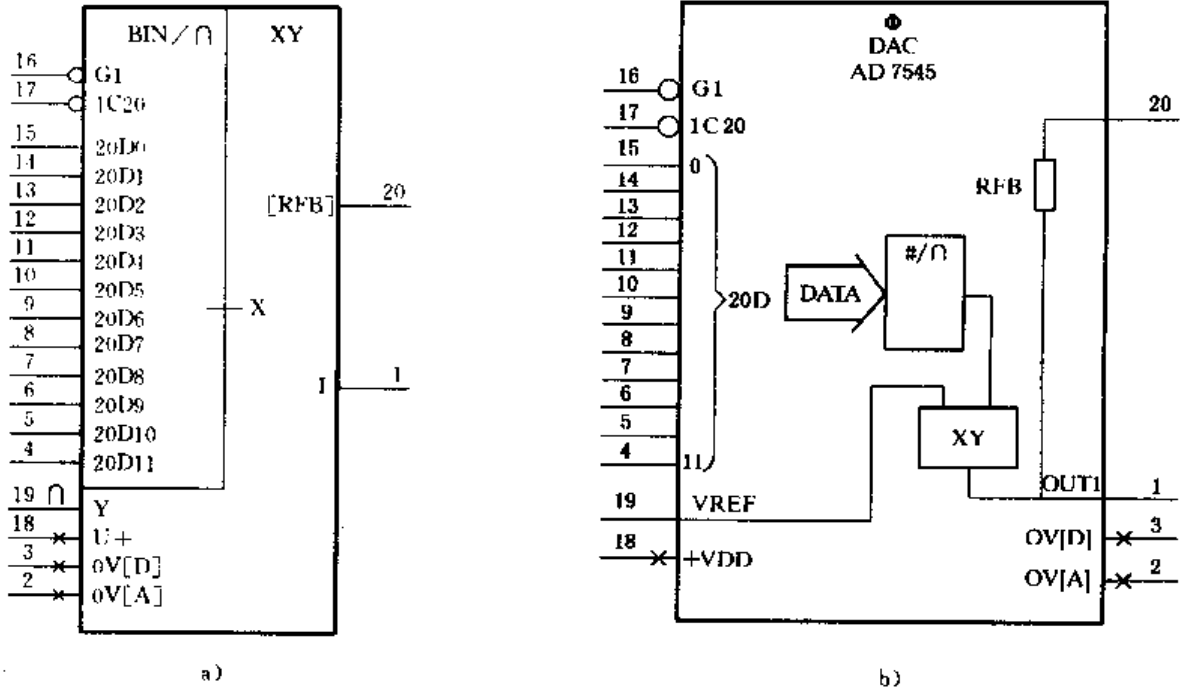 BIN/∩ XY
16 G1
17 1C20
15 20D0
14 20D1
13 20D2
12 20D3
11 20D4
10 20D5
9 20D6
8 20D7
7 20D8
6 20D9
5 20D10
4 20D11
X
[RFB] 20
I 1
19 ∩ Y
18 U+
3 0V[D]
2 0V[A]
a)
Φ
DAC
AD 7545
16 G1
17 1C20
15 0
14
13
12
11
10
9
8
7
6
5
4 11
20D
DATA
#/∩
XY
RFB
20
OUT1 1
19 VREF
18 +VDD
OV[D] 3
OV[A] 2
b)